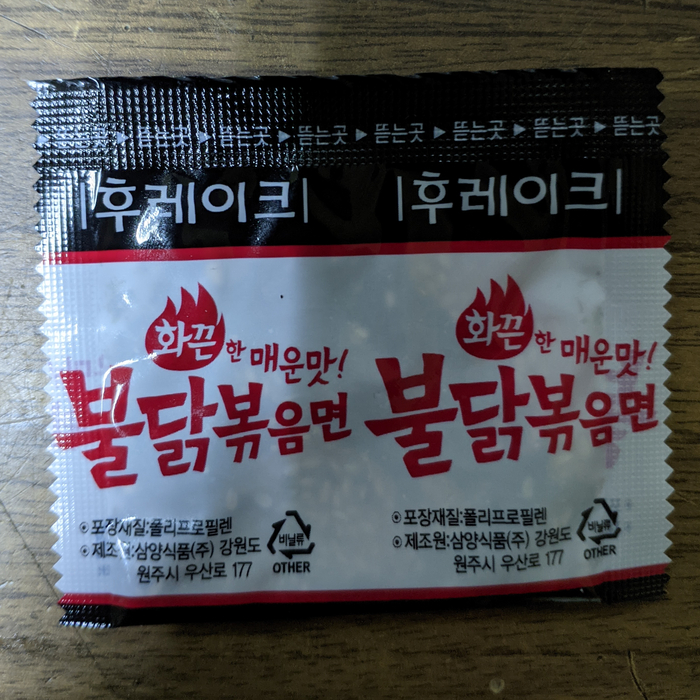 ▶ 뜯는곳 ▶ 뜯는곳 ▶ 뜯는곳 ▶ 뜯는곳 ▶ 뜯는곳 ▶ 뜯는곳 ▶ 뜯는곳
|후레이크| |후레이크|
화끈한 매운맛!
불닭볶음면
◉포장재질:폴리프로필렌
◉제조원:삼양식품(주) 강원도
원주시 우산로 177
비닐류
OTHER
화끈한 매운맛!
불닭볶음면
◉포장재질:폴리프로필렌
◉제조원:삼양식품(주) 강원도
원주시 우산로 177
비닐류
OTHER